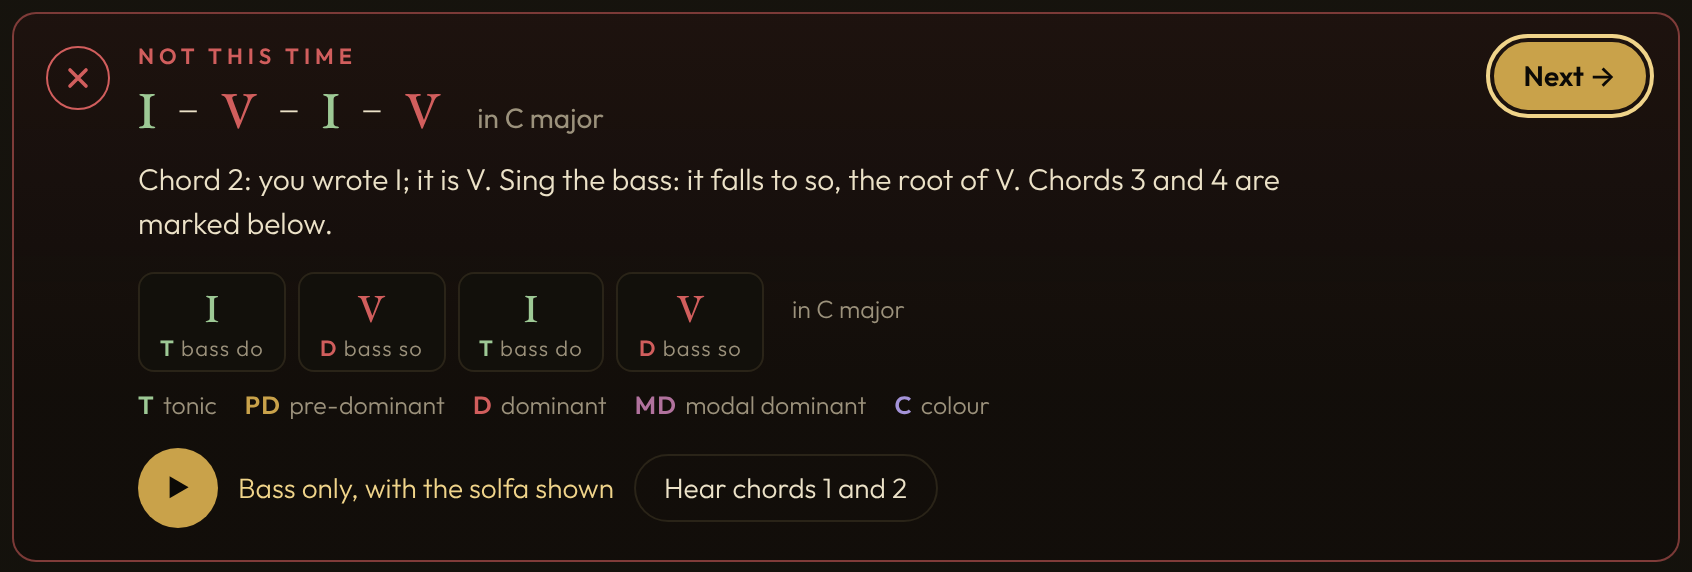 NOT THIS TIME
I – V – I – V in C major
Next →
Chord 2: you wrote I; it is V. Sing the bass: it falls to so, the root of V. Chords 3 and 4 are
marked below.
I V I V in C major
T bass do D bass so T bass do D bass so
T tonic PD pre-dominant D dominant MD modal dominant C colour
Bass only, with the solfa shown Hear chords 1 and 2